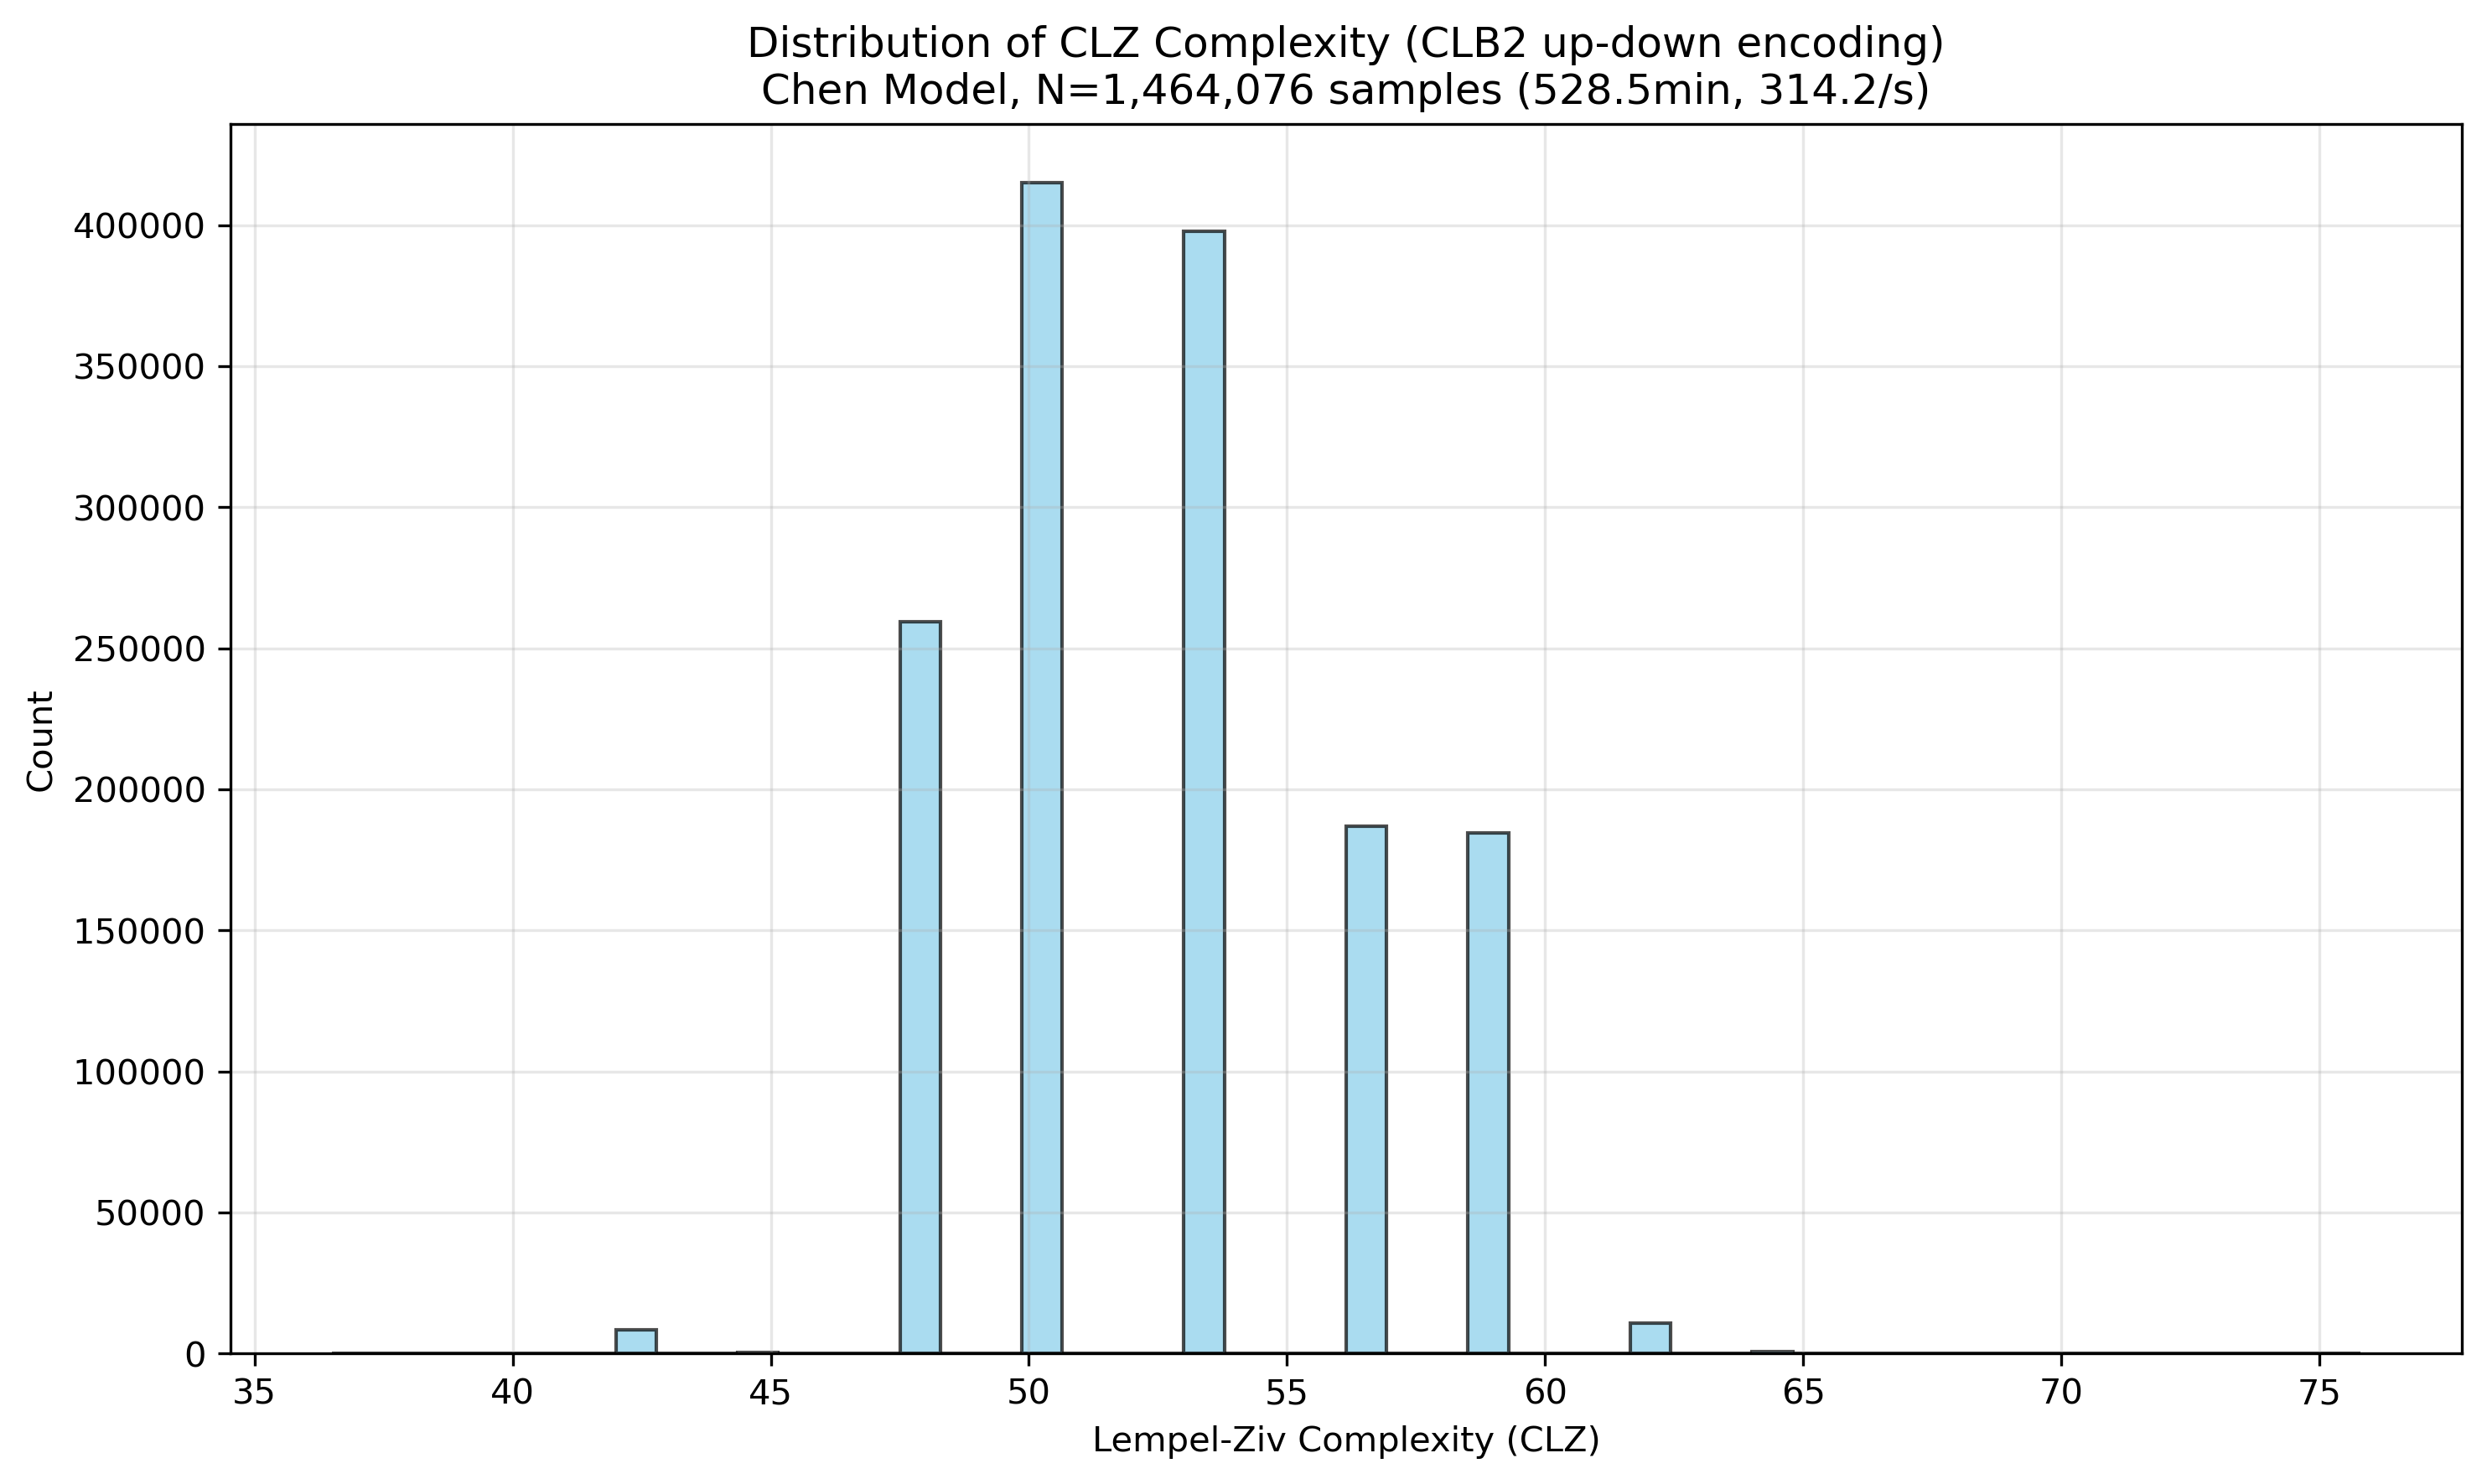 Distribution of CLZ Complexity (CLB2 up-down encoding)
Chen Model, N=1,464,076 samples (528.5min, 314.2/s)
Count
400000
350000
300000
250000
200000
150000
100000
50000
0
35 40 45 50 55 60 65 70 75
Lempel-Ziv Complexity (CLZ)